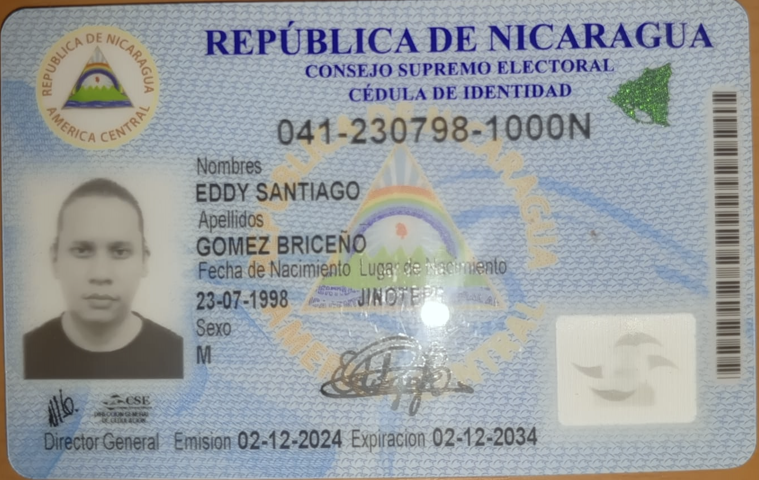 REPÚBLICA DE NICARAGUA
AMERICA CENTRAL
REPÚBLICA DE NICARAGUA
CONSEJO SUPREMO ELECTORAL
CÉDULA DE IDENTIDAD
041-230798-1000N
Nombres
EDDY SANTIAGO
Apellidos
GOMEZ BRICEÑO
Fecha de Nacimiento Lugar de Nacimiento
23-07-1998 JINOTEPE
Sexo
M
CSE
Director General Emision 02-12-2024 Expiracion 02-12-2034